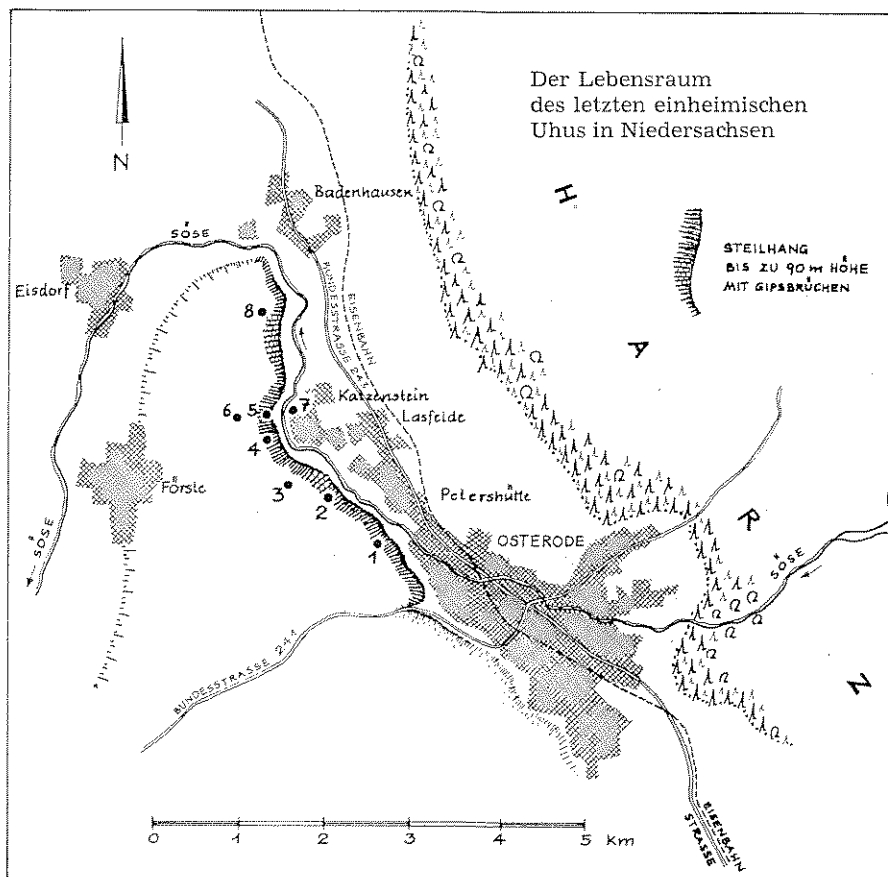 Der Lebensraum
des letzten einheimischen
Uhus in Niedersachsen
N
H
A
R
Z
STEILHANG
BIS ZU 90 m HÖHE
MIT GIPSBRÜCHEN
Badenhausen
SÖSE
Eisdorf
BUNDESSTRASSE 243
EISENBAHN
8
Katzenstein
Lasfelde
6
5
7
4
Förste
3
2
Petershütte
1
OSTERODE
SÖSE
SÖSE
BUNDESSTRASSE 241
EISENBAHN
STRASSE
0 1 2 3 4 5
km